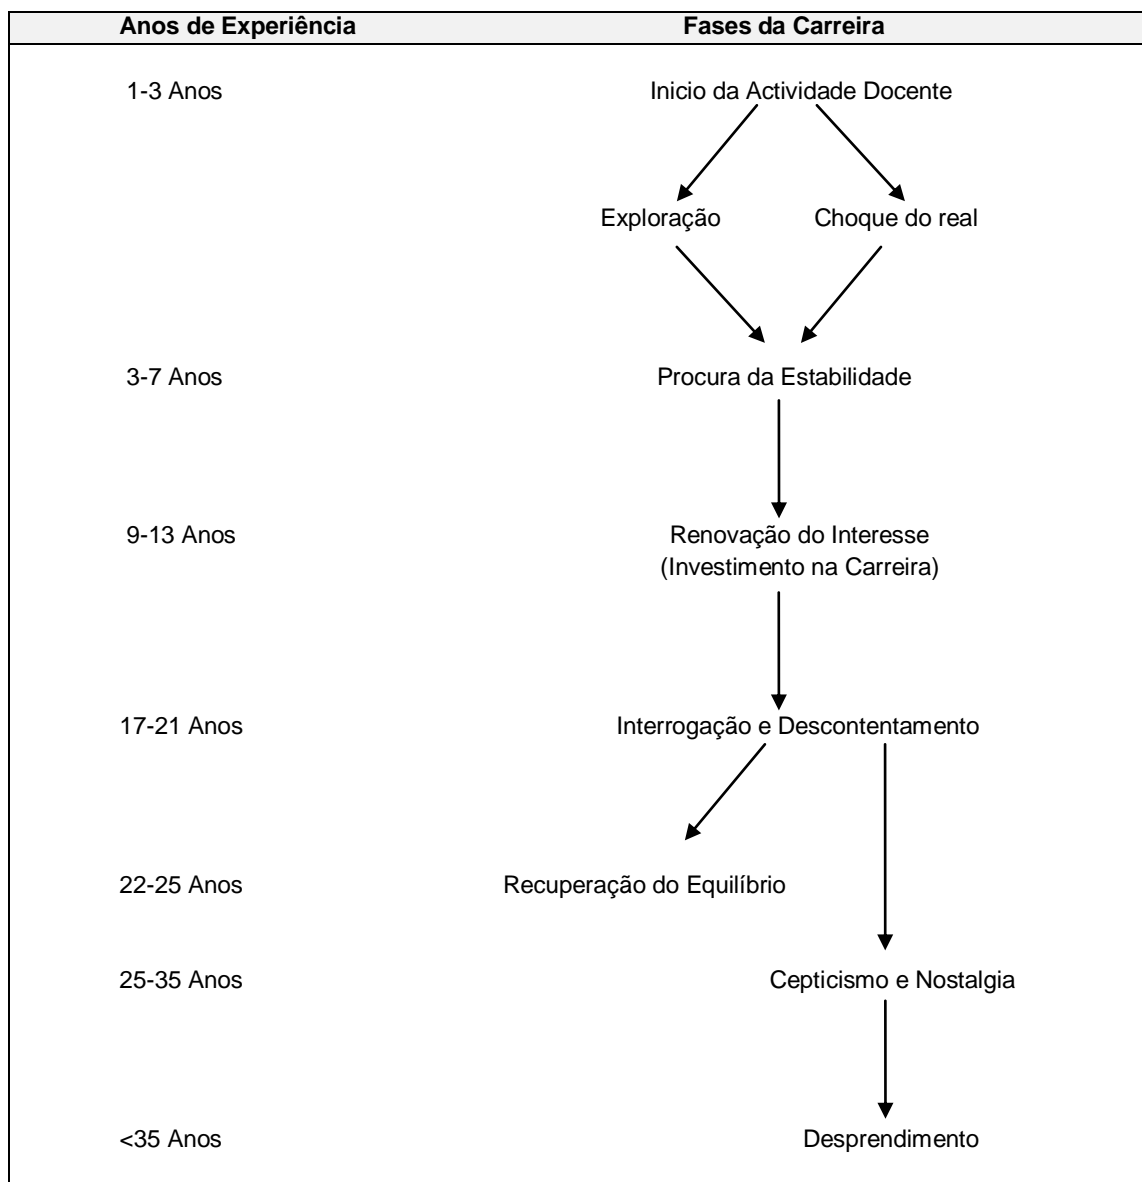 Anos de Experiência Fases da Carreira
1-3 Anos Inicio da Actividade Docente
Exploração Choque do real
3-7 Anos Procura da Estabilidade
9-13 Anos Renovação do Interesse
(Investimento na Carreira)
17-21 Anos Interrogação e Descontentamento
22-25 Anos Recuperação do Equilíbrio
25-35 Anos Cepticismo e Nostalgia
<35 Anos Desprendimento